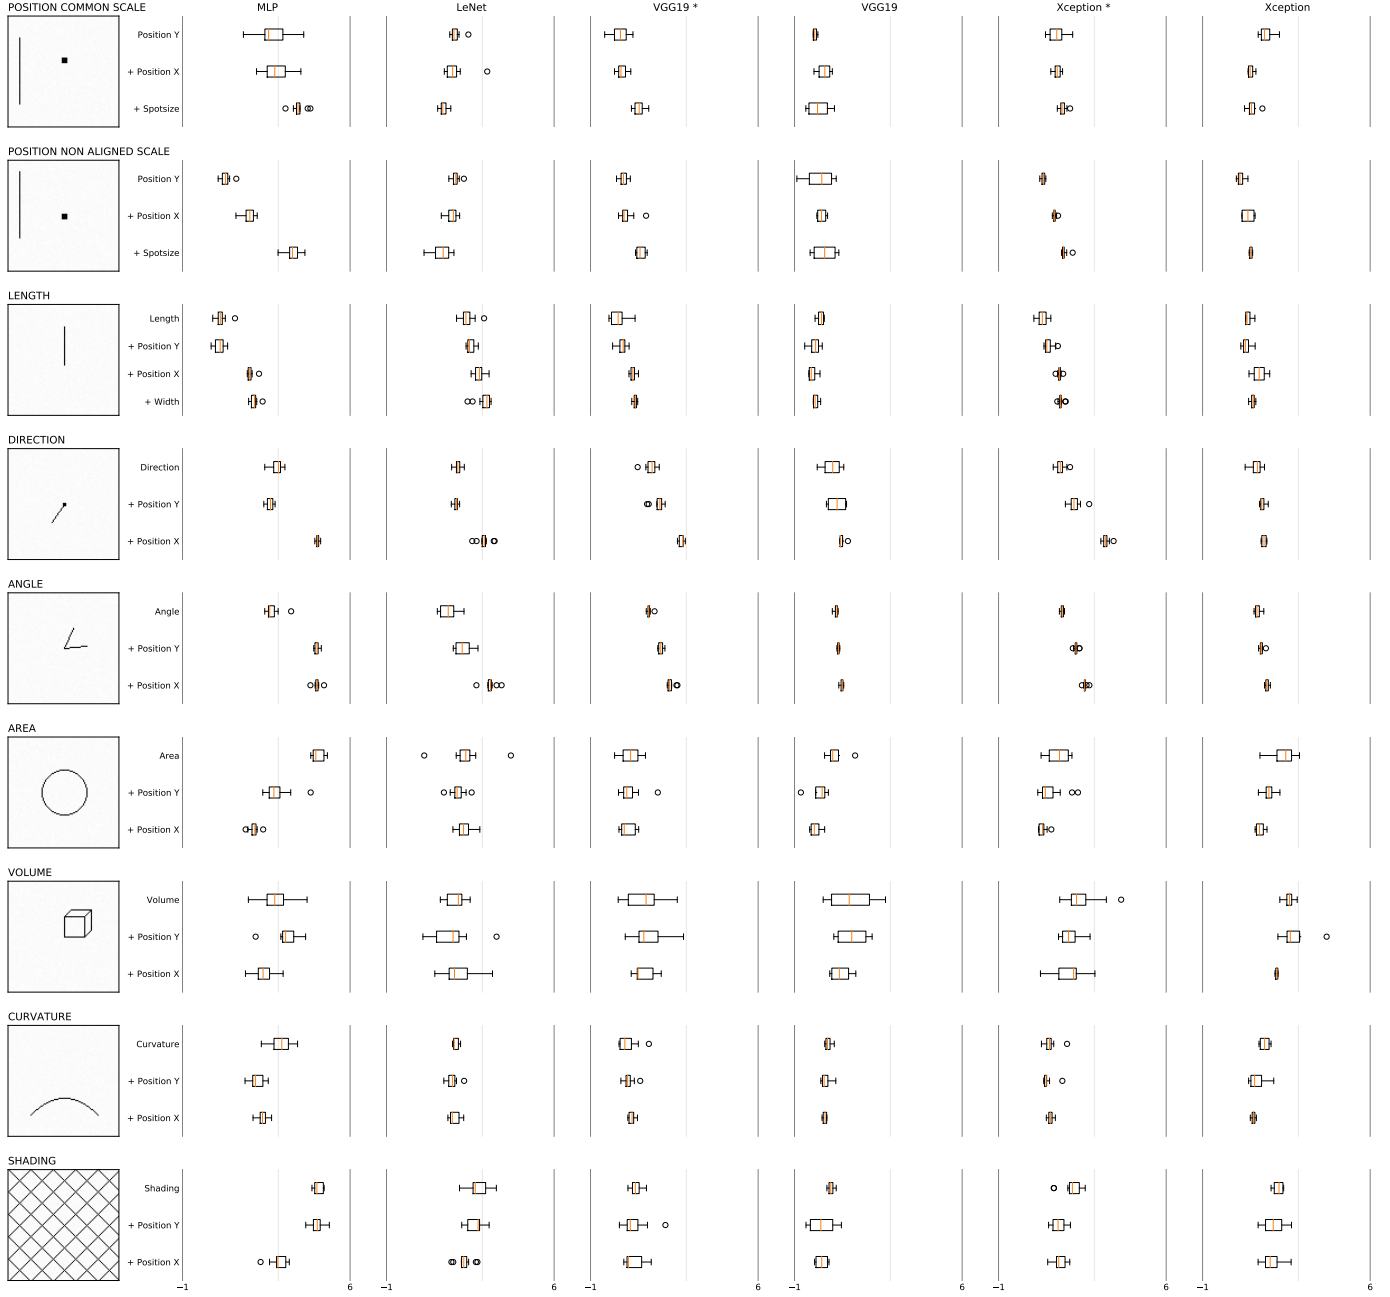 POSITION COMMON SCALE MLP LeNet VGG19 * VGG19 Xception * Xception
Position Y
+ Position X
+ Spotsize
POSITION NON ALIGNED SCALE
Position Y
+ Position X
+ Spotsize
LENGTH
Length
+ Position Y
+ Position X
+ Width
DIRECTION
Direction
+ Position Y
+ Position X
ANGLE
Angle
+ Position Y
+ Position X
AREA
Area
+ Position Y
+ Position X
VOLUME
Volume
+ Position Y
+ Position X
CURVATURE
Curvature
+ Position Y
+ Position X
SHADING
Shading
+ Position Y
+ Position X
−1 6 −1 6 −1 6 −1 6 −1 6 −1 6